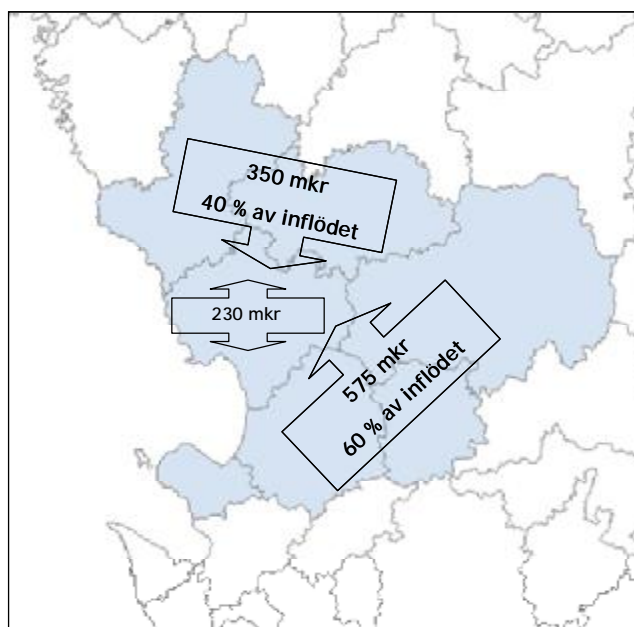 350 mkr
40 % av inflödet
230 mkr
575 mkr
60 % av inflödet